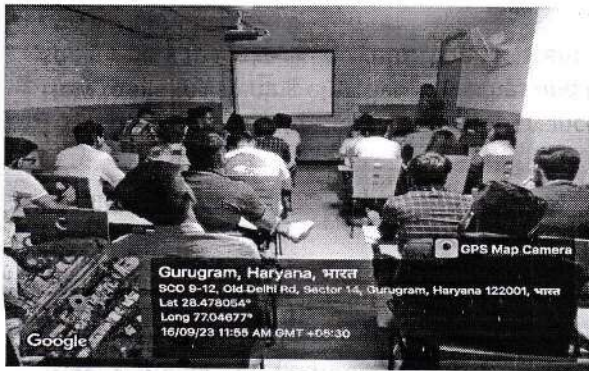 GPS Map Camera
Gurugram, Haryana, भारत
SCO 9-12, Old Delhi Rd, Sector 14, Gurugram, Haryana 122001, भारत
Lat 28.478054°
Long 77.04677°
16/09/23 11:55 AM GMT +05:30
Google